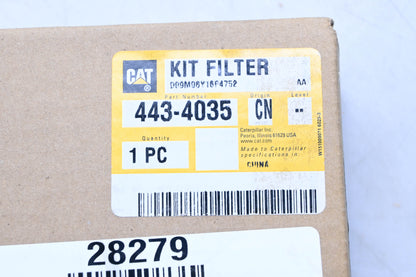 CAT
®
KIT FILTER
AA
Part Number
Origin
Level
443-4035
CN
--
Quantity
1 PC
Caterpillar Inc.
Peoria, Illinois 61629 USA
www.cat.com
Made to Caterpillar
specifications in
CHINA
28279